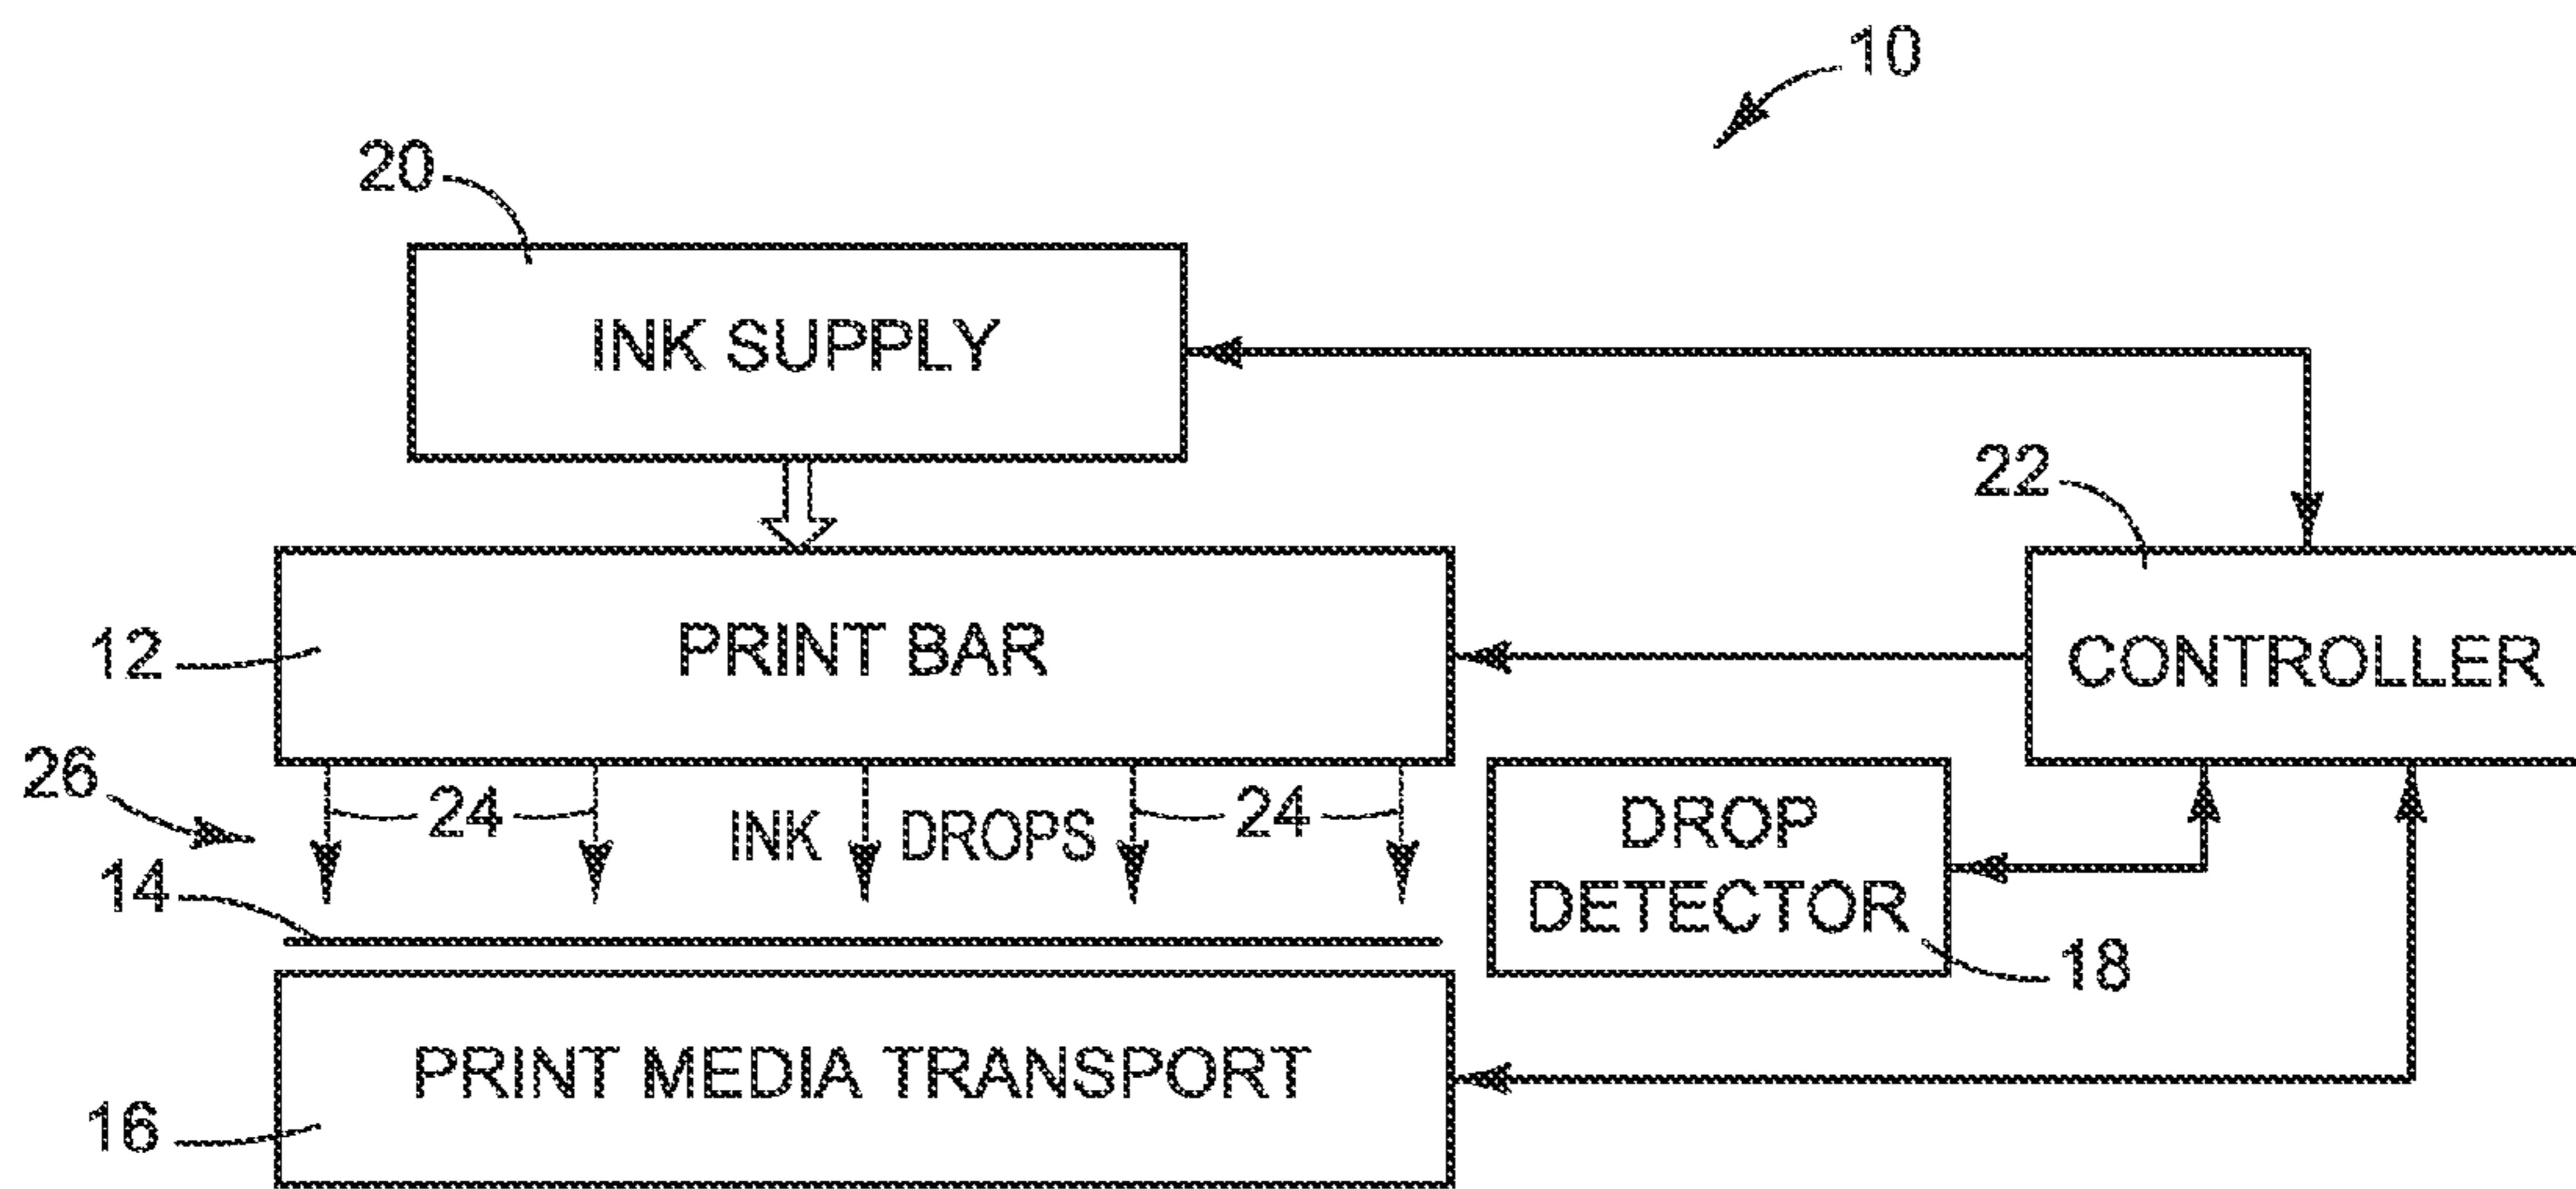 10
20
INK SUPPLY
22
12
PRINT BAR
CONTROLLER
26
24
INK DROPS
24
14
DROP
DETECTOR
18
PRINT MEDIA TRANSPORT
16